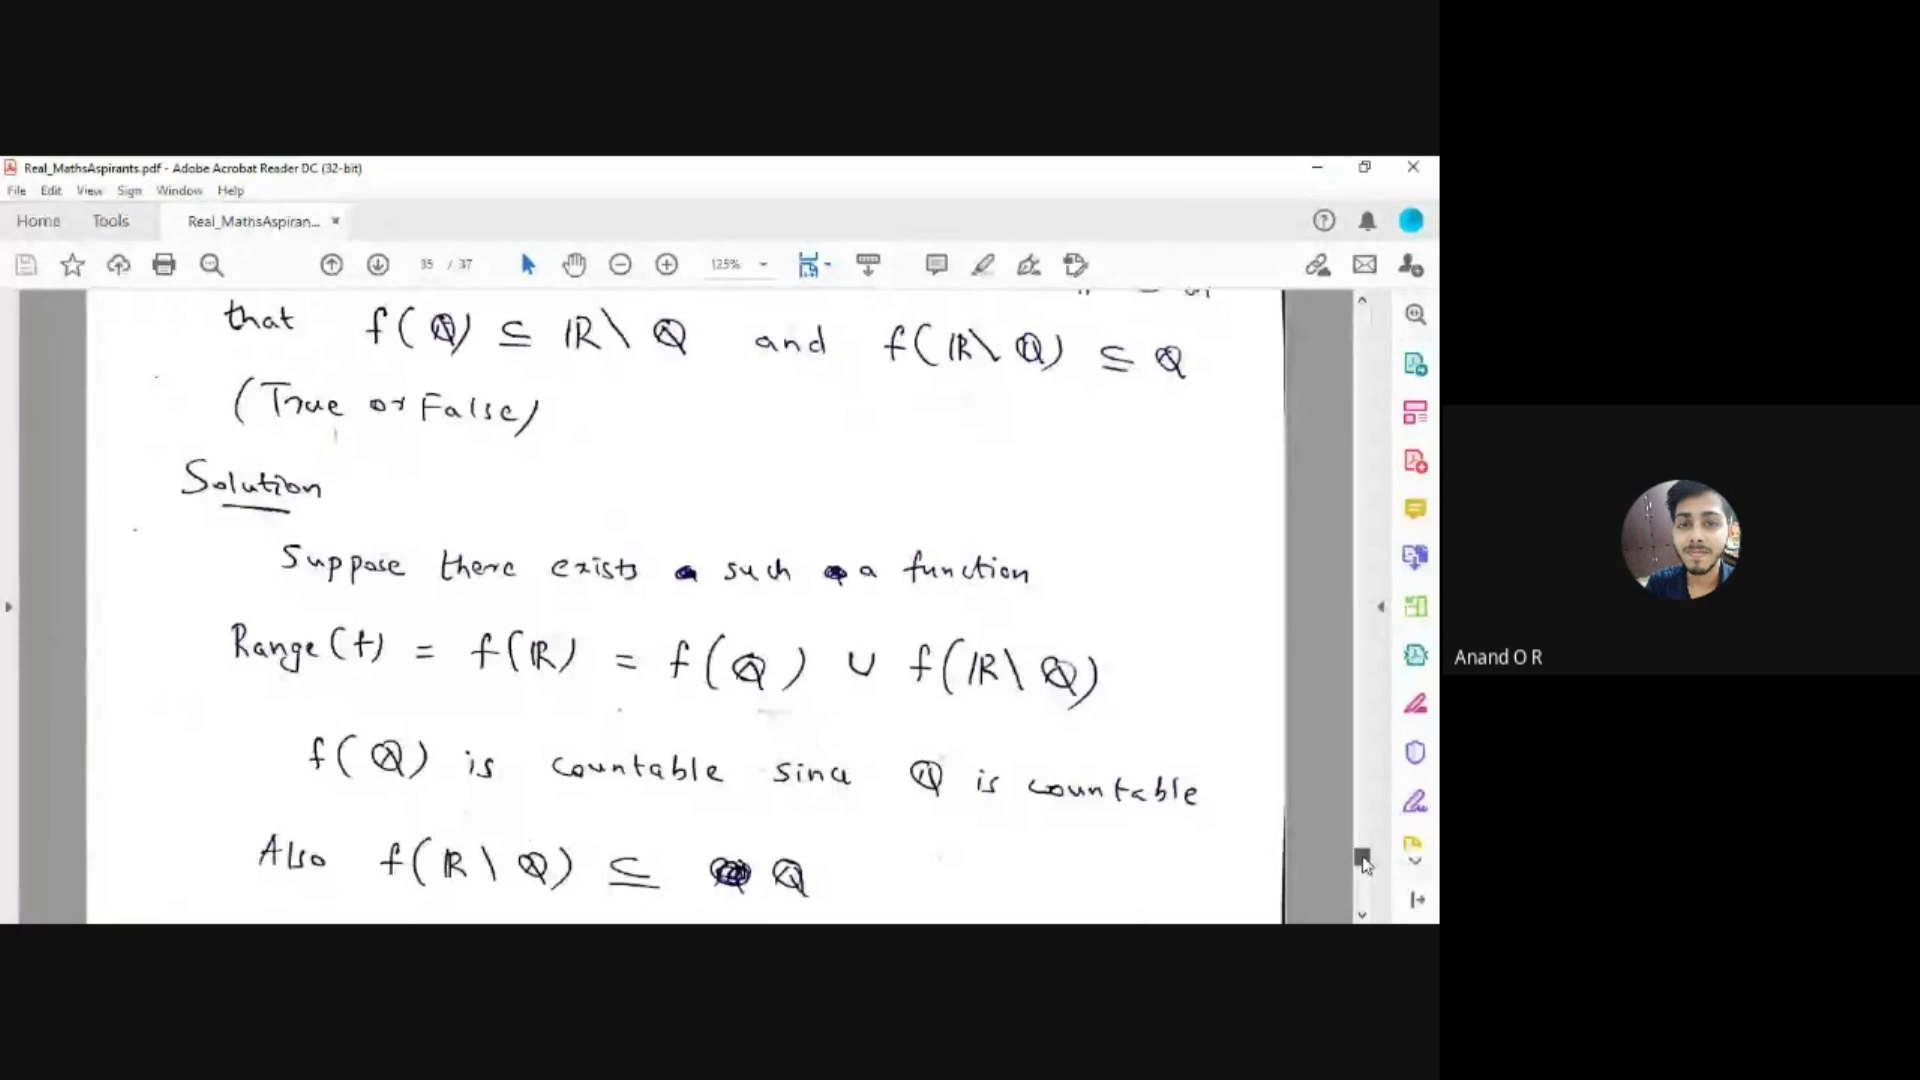 Real_MathsAspirants.pdf - Adobe Acrobat Reader DC (32-bit)
File Edit View Sign Window Help
Home Tools Real_MathsAspiran... ×
35 / 37 125%
that f(ℚ) ⊆ ℝ\ℚ and f(ℝ\ℚ) ⊆ ℚ
(True or False)
Solution
Suppose there exists such a function
Range(f) = f(ℝ) = f(ℚ) ∪ f(ℝ\ℚ)
f(ℚ) is countable since ℚ is countable
Also f(ℝ\ℚ) ⊆ ℚ
Anand O R